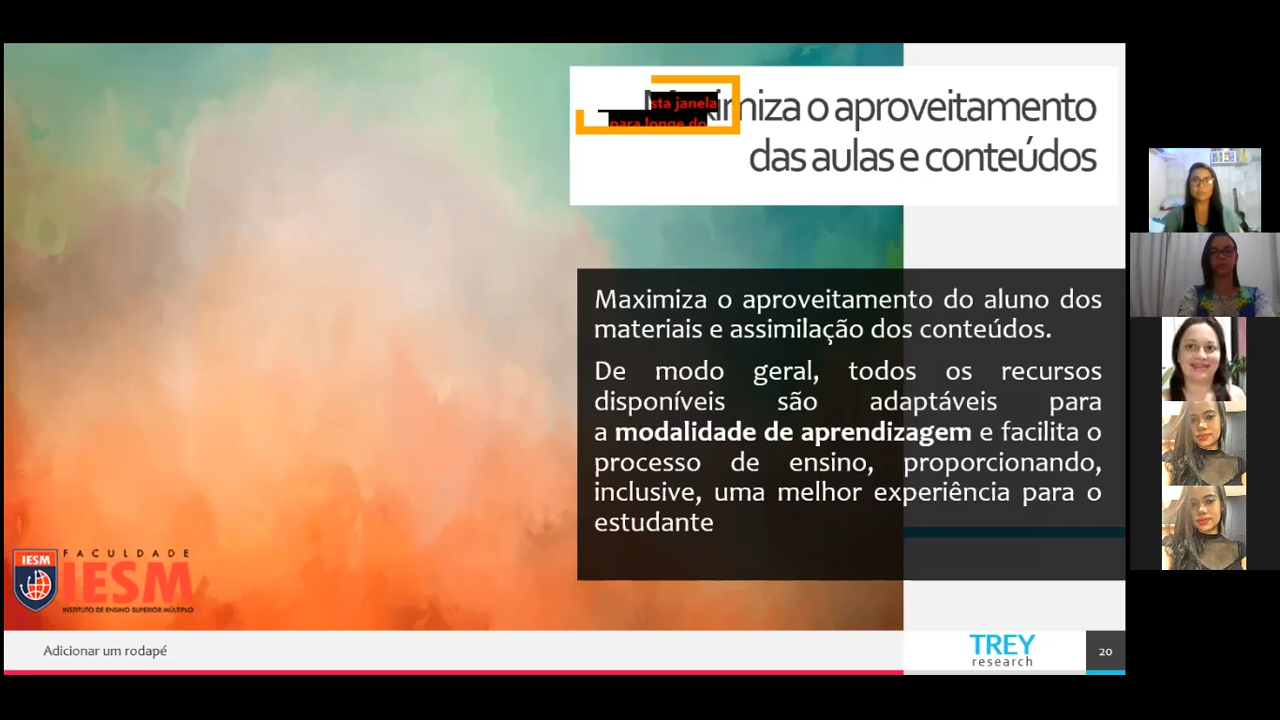 Maximiza o aproveitamento
das aulas e conteúdos
sta janela
para longe do
Maximiza o aproveitamento do aluno dos
materiais e assimilação dos conteúdos.
De modo geral, todos os recursos
disponíveis são adaptáveis para
a modalidade de aprendizagem e facilita o
processo de ensino, proporcionando,
inclusive, uma melhor experiência para o
estudante
IESM
FACULDADE
IESM
INSTITUTO DE ENSINO SUPERIOR MÚLTIPLO
Adicionar um rodapé
TREY
research
20